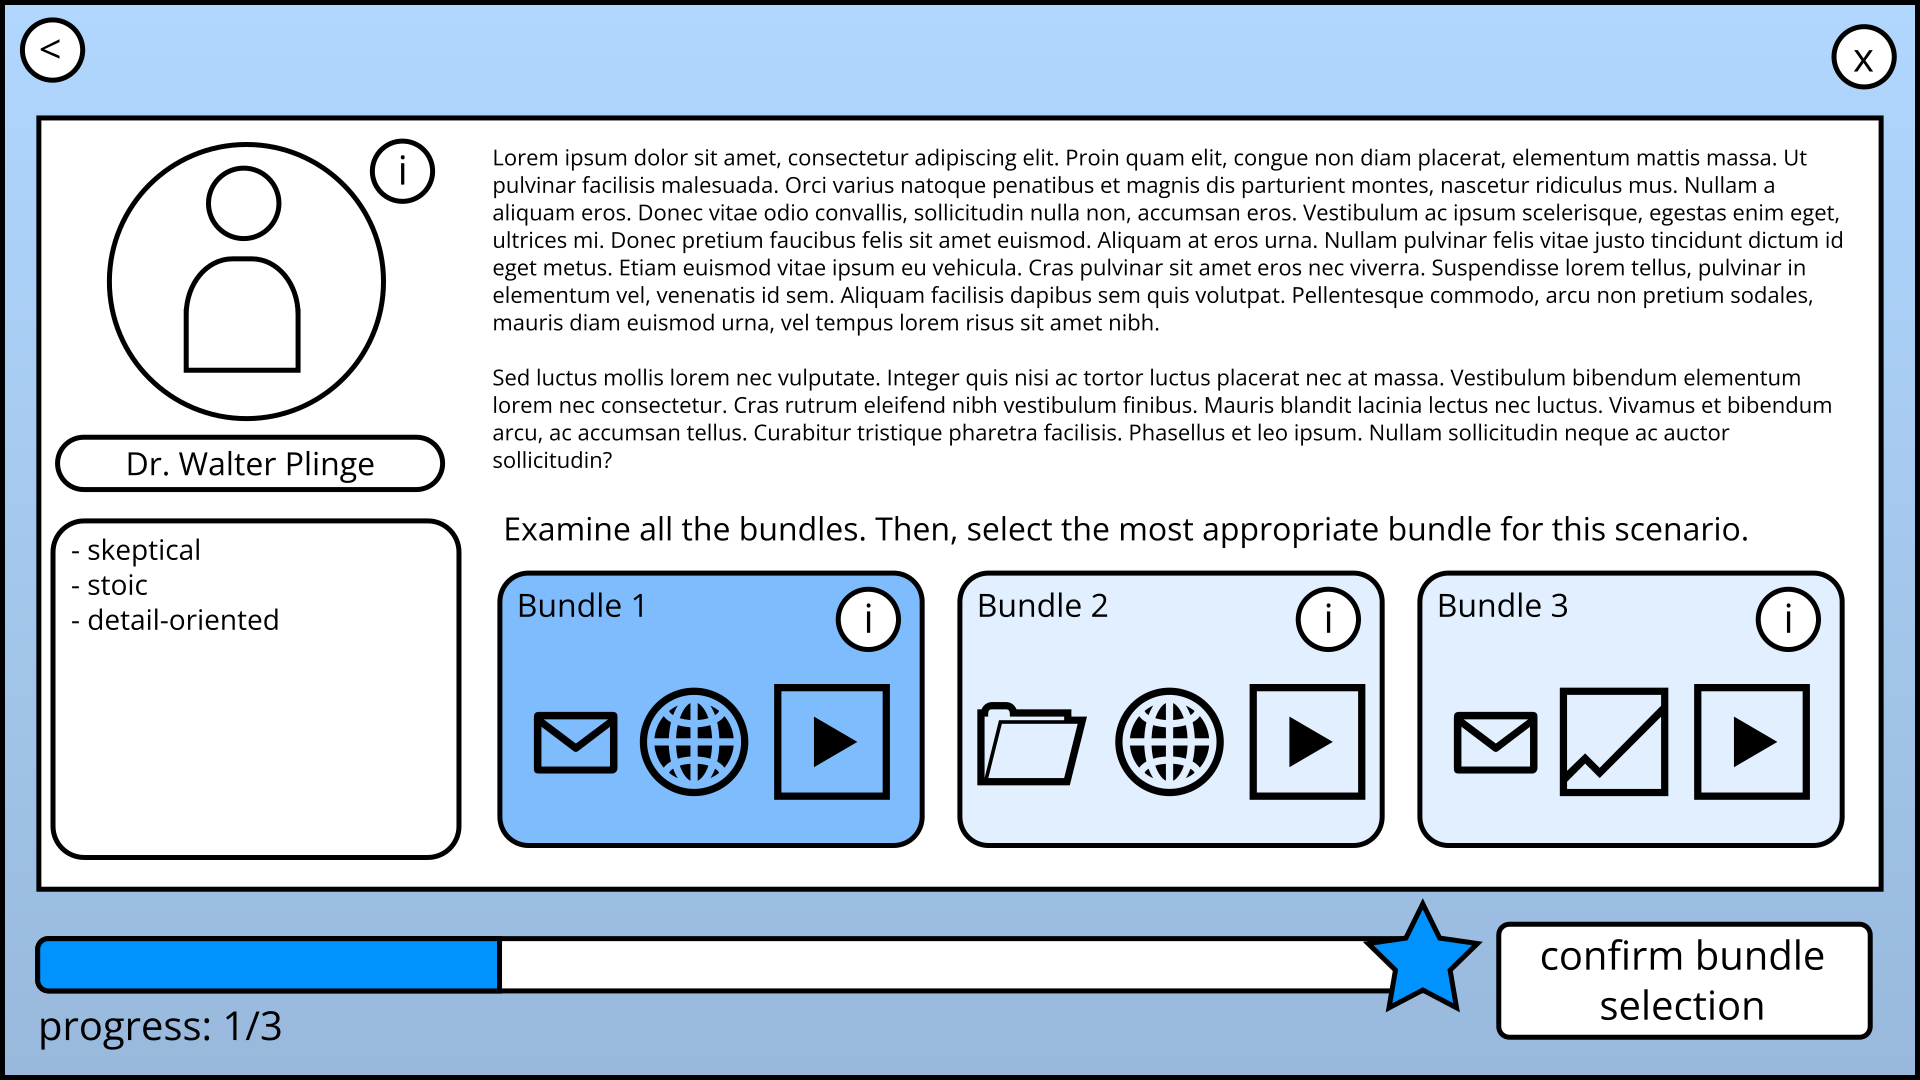 <
x
i
Lorem ipsum dolor sit amet, consectetur adipiscing elit. Proin quam elit, congue non diam placerat, elementum mattis massa. Ut
pulvinar facilisis malesuada. Orci varius natoque penatibus et magnis dis parturient montes, nascetur ridiculus mus. Nullam a
aliquam eros. Donec vitae odio convallis, sollicitudin nulla non, accumsan eros. Vestibulum ac ipsum scelerisque, egestas enim eget,
ultrices mi. Donec pretium faucibus felis sit amet euismod. Aliquam at eros urna. Nullam pulvinar felis vitae justo tincidunt dictum id
eget metus. Etiam euismod vitae ipsum eu vehicula. Cras pulvinar sit amet eros nec viverra. Suspendisse lorem tellus, pulvinar in
elementum vel, venenatis id sem. Aliquam facilisis dapibus sem quis volutpat. Pellentesque commodo, arcu non pretium sodales,
mauris diam euismod urna, vel tempus lorem risus sit amet nibh.
Sed luctus mollis lorem nec vulputate. Integer quis nisi ac tortor luctus placerat nec at massa. Vestibulum bibendum elementum
lorem nec consectetur. Cras rutrum eleifend nibh vestibulum finibus. Mauris blandit lacinia lectus nec luctus. Vivamus et bibendum
arcu, ac accumsan tellus. Curabitur tristique pharetra facilisis. Phasellus et leo ipsum. Nullam sollicitudin neque ac auctor
sollicitudin?
Dr. Walter Plinge
- skeptical
- stoic
- detail-oriented
Examine all the bundles. Then, select the most appropriate bundle for this scenario.
Bundle 1
i
Bundle 2
i
Bundle 3
i
progress: 1/3
confirm bundle
selection